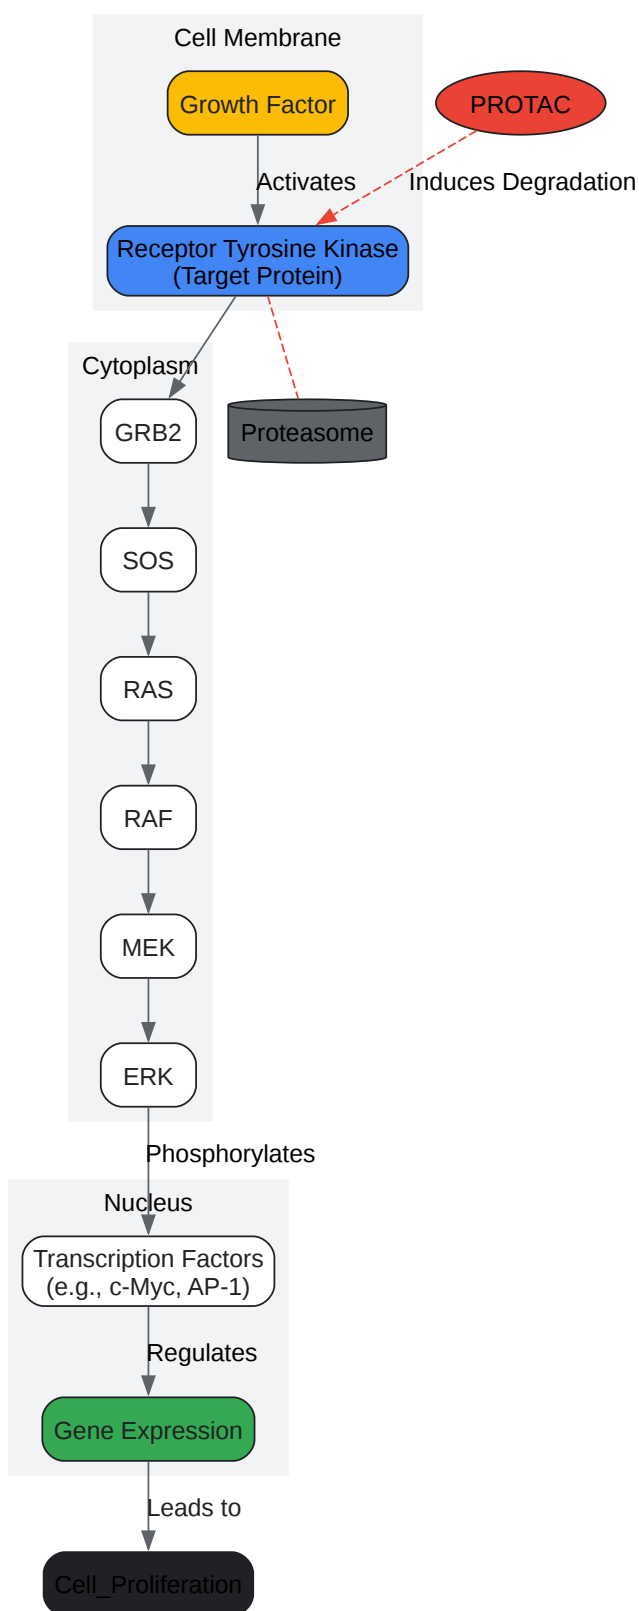 Cell Membrane
Growth Factor
PROTAC
Activates
Induces Degradation
Receptor Tyrosine Kinase
(Target Protein)
Cytoplasm
GRB2
Proteasome
SOS
RAS
RAF
MEK
ERK
Phosphorylates
Nucleus
Transcription Factors
(e.g., c-Myc, AP-1)
Regulates
Gene Expression
Leads to
Cell_Proliferation